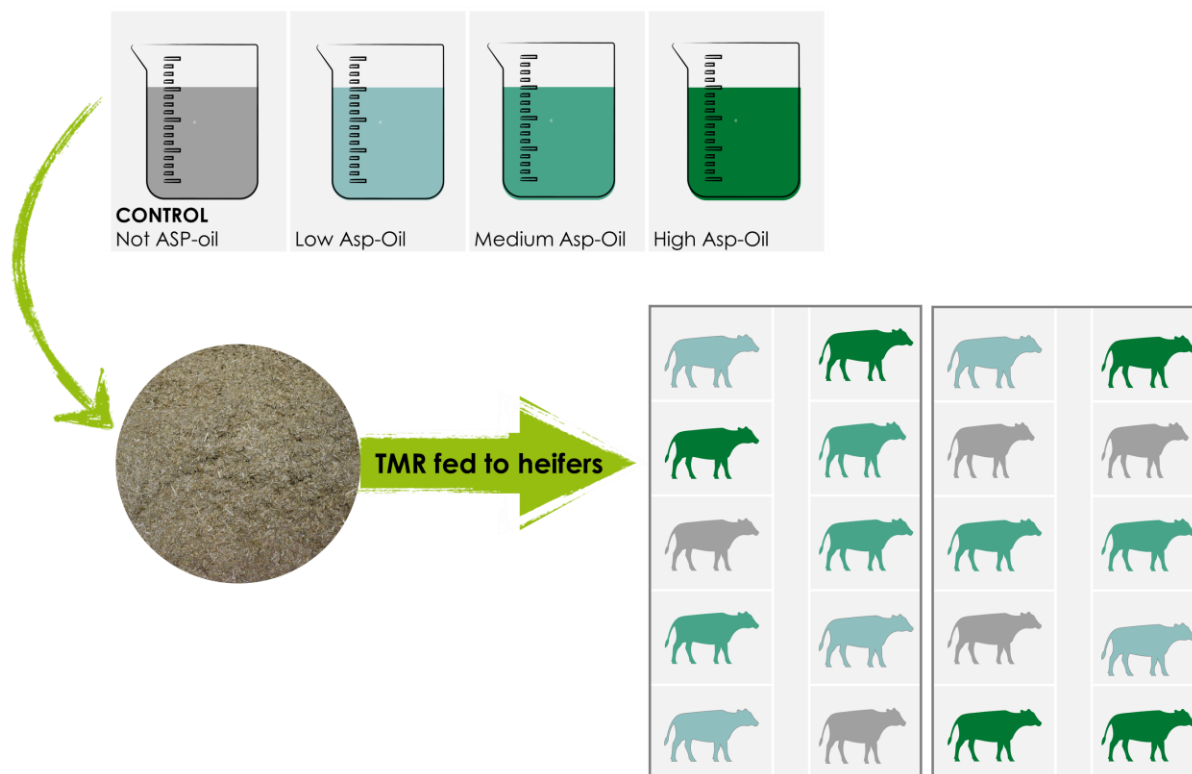 CONTROL
Not ASP-oil
Low Asp-Oil
Medium Asp-Oil
High Asp-Oil
TMR fed to heifers